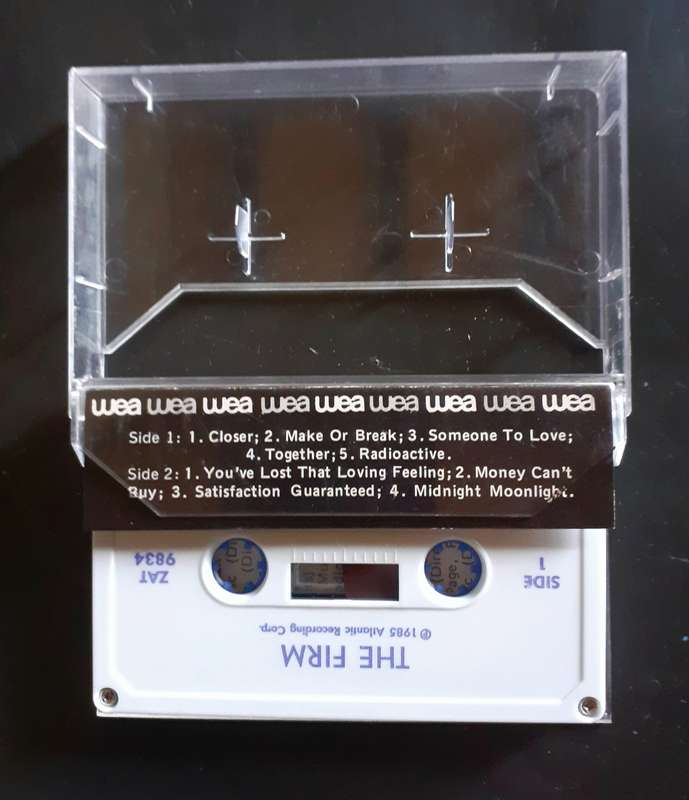 wea wea wea wea wea wea wea wea wea
Side 1: 1. Closer; 2. Make Or Break; 3. Someone To Love;
4. Together; 5. Radioactive.
Side 2: 1. You've Lost That Loving Feeling; 2. Money Can't
Buy; 3. Satisfaction Guaranteed; 4. Midnight Moonlight.
THE FIRM
℗ 1985 Atlantic Recording Corp.
SIDE
1
ZAT
9834
(Dir
Page,